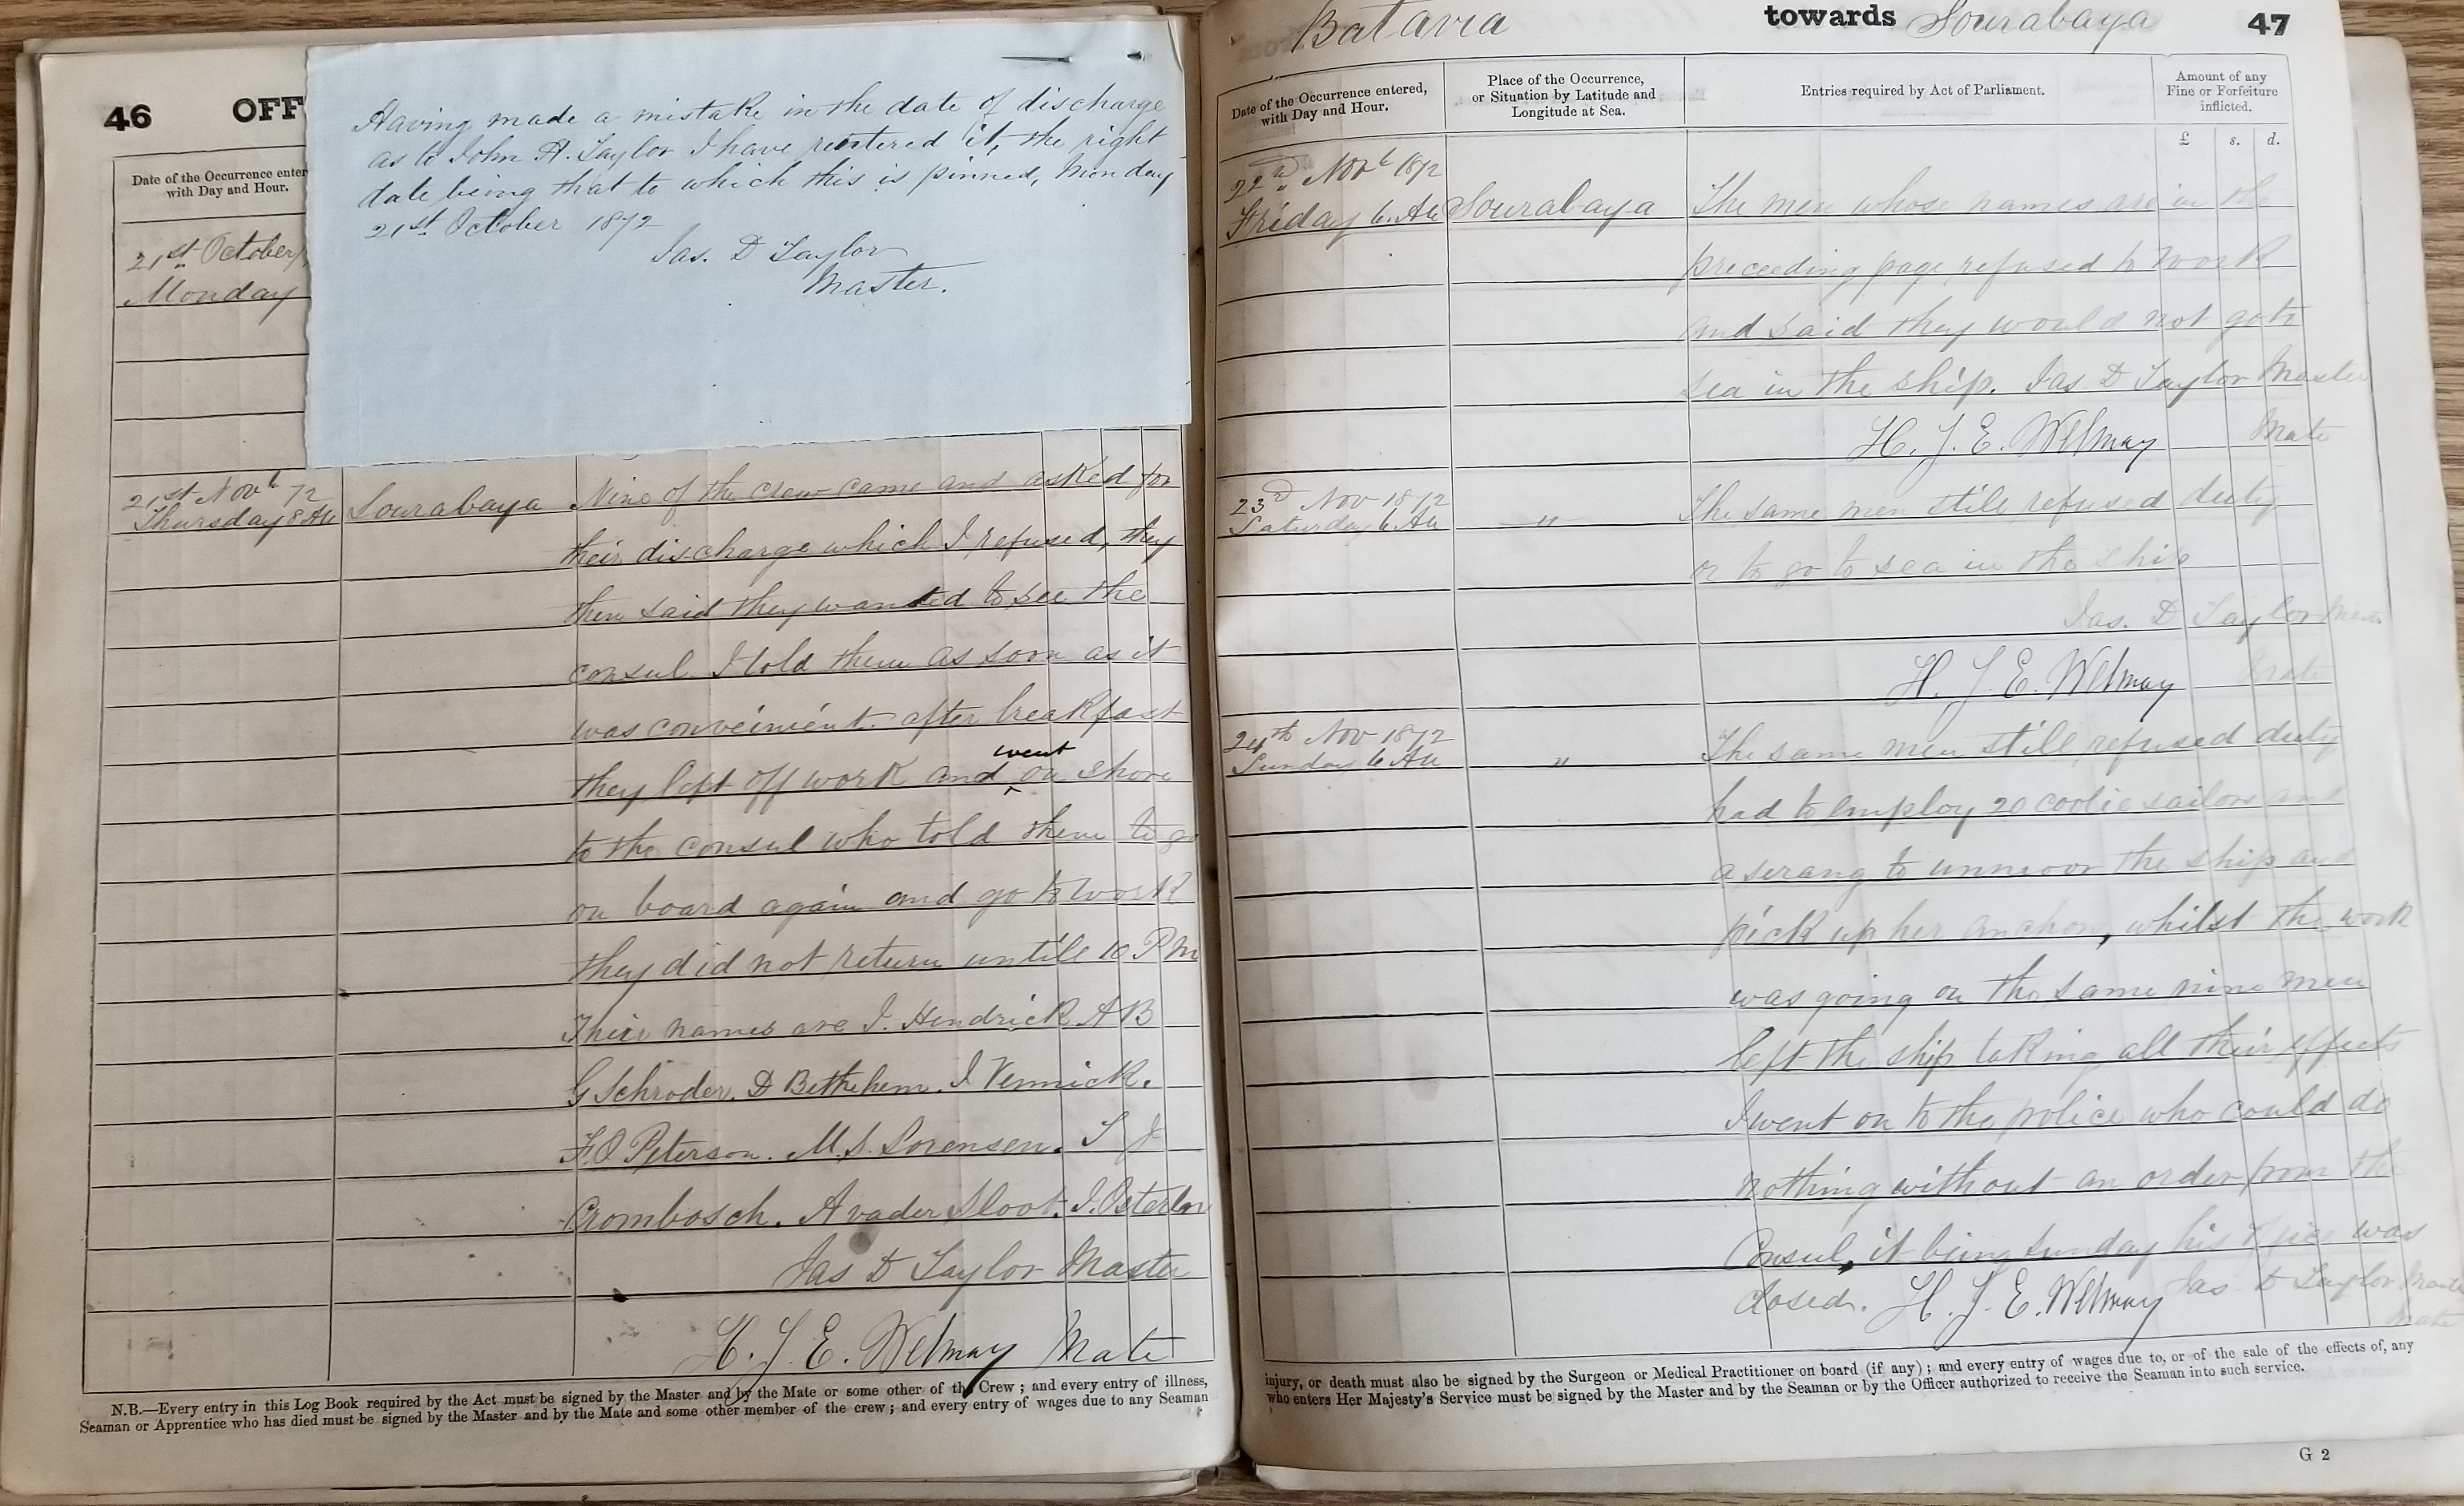 46 OFF
Having made a mistake in the date of discharge
as to John H. Taylor I have reentered it, the right
date being that to which this is pinned, Monday
21st October 1872
Jas. D Taylor
Master.
Date of the Occurrence enter
with Day and Hour.
21st October
Monday
21st Novb 72
Thursday 8 AM Sourabaya Nine of the crew came and asked for
their discharge which I refused, they
then said they wanted to see the
consul. I told them as soon as it
was conveinient. after breakfast
they left off work and went on shore
to the consul who told them to go
on board again and go to work
they did not return untill 10 PM
Their names are J. Hendrick AB
G Schroder. D Bethehem. J Vennick.
F.O Peterson. M.S. Sorensen. T J
Crombosch. A vader Sloot. J. Osterlon
Jas D Taylor Master
H. J. E. Welmay Mate
N.B.—Every entry in this Log Book required by the Act must be signed by the Master and by the Mate or some other of the Crew; and every entry of illness,
Seaman or Apprentice who has died must be signed by the Master and by the Mate and some other member of the crew; and every entry of wages due to any Seaman
Batavia towards Sourabaya 47
Date of the Occurrence entered,
with Day and Hour.
Place of the Occurrence,
or Situation by Latitude and
Longitude at Sea.
Entries required by Act of Parliament.
Amount of any
Fine or Forfeiture
inflicted.
£ s. d.
22nd Novb 1872
Friday 6. AM Sourabaya The men whose names are in the
preceeding page, refused to work
and said they would not go to
sea in the ship. Jas D Taylor Master
H. J. E. Welmay Mate
23d Nov 1872
Saturday 6 AM " The same men still refused duty
or to go to sea in the ship
Jas. D Taylor Mas
H. J E. Welmay Mate
24th Nov 1872
Sunday 6 AM " The same men still refused duty
had to employ 20 coolie sailors and
a serang to unmoor the ship and
pick up her anchor, whilst the work
was going on the same nine men
left the ship taking all their effects
I went on to the police who could do
nothing without an order from the
Consul, it being sunday his office was
closed. H. J. E. Welmay Jas D Taylor Mas
Mate
injury, or death must also be signed by the Surgeon or Medical Practitioner on board (if any); and every entry of wages due to, or of the sale of the effects of, any
who enters Her Majesty's Service must be signed by the Master and by the Seaman or by the Officer authorized to receive the Seaman into such service.
G 2